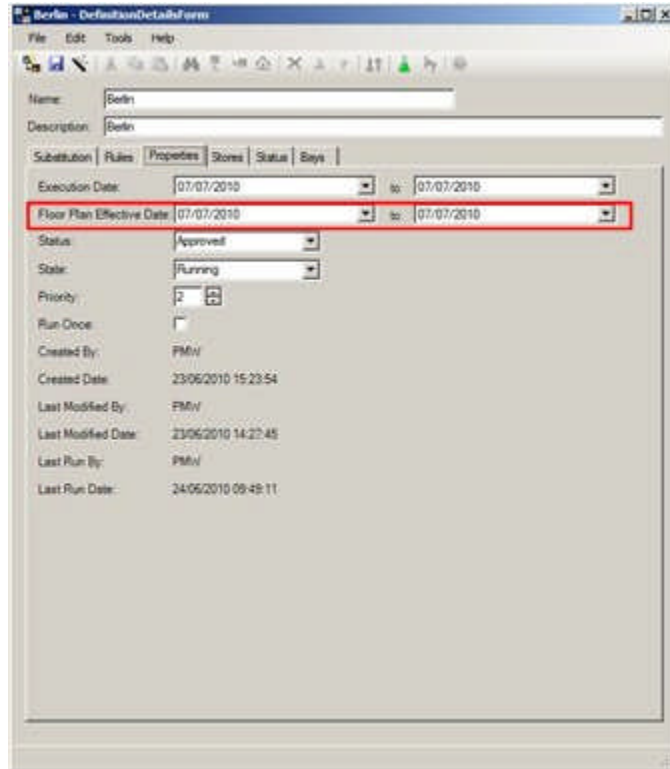 Berlin - DefinitionDetailsForm
File Edit Tools Help
Name: Berlin
Description: Berlin
Substitution Rules Properties Stores Status Bays
Execution Date: 07/07/2010 to 07/07/2010
Floor Plan Effective Date: 07/07/2010 to 07/07/2010
Status: Approved
State: Running
Priority: 2
Run Once:
Created By: PMW
Created Date: 23/06/2010 15:23:54
Last Modified By: PMW
Last Modified Date: 23/06/2010 14:27:45
Last Run By: PMW
Last Run Date: 24/06/2010 09:49:11